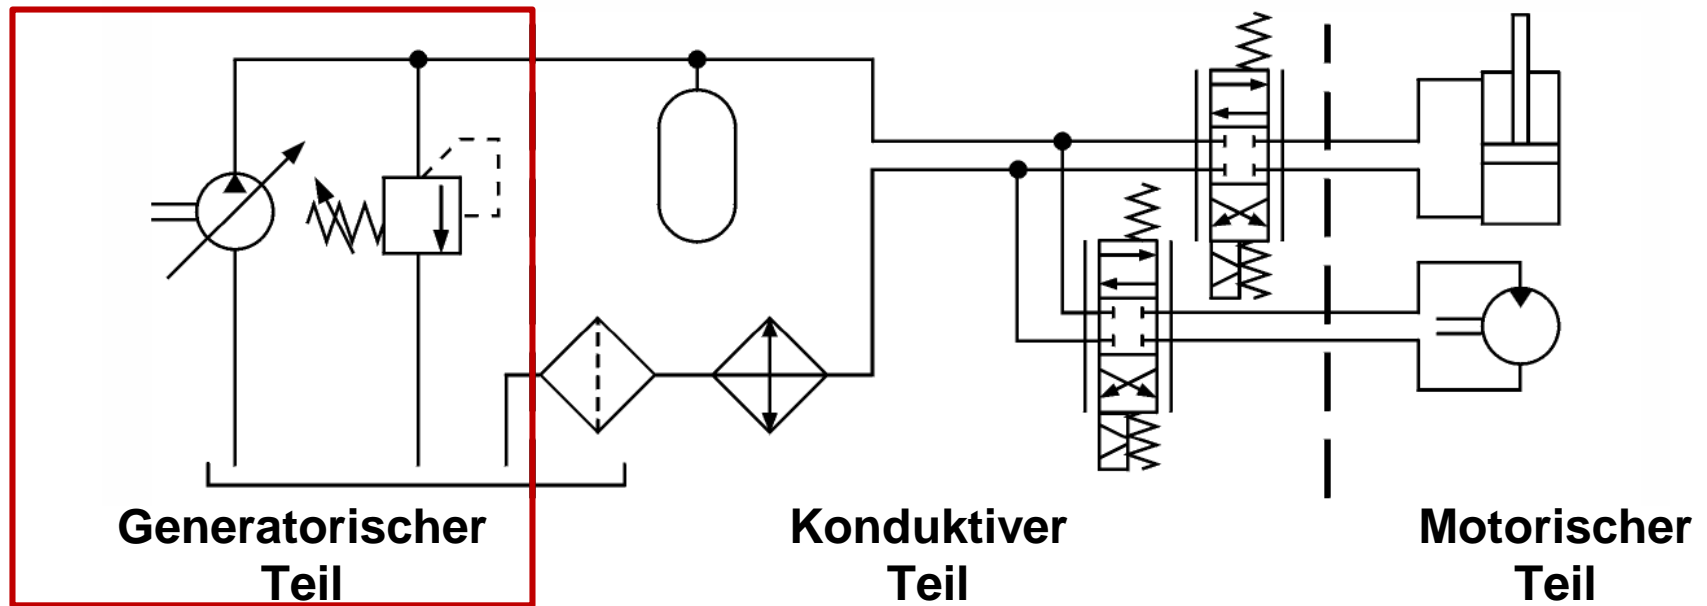 Generatorischer
Teil
Konduktiver
Teil
Motorischer
Teil